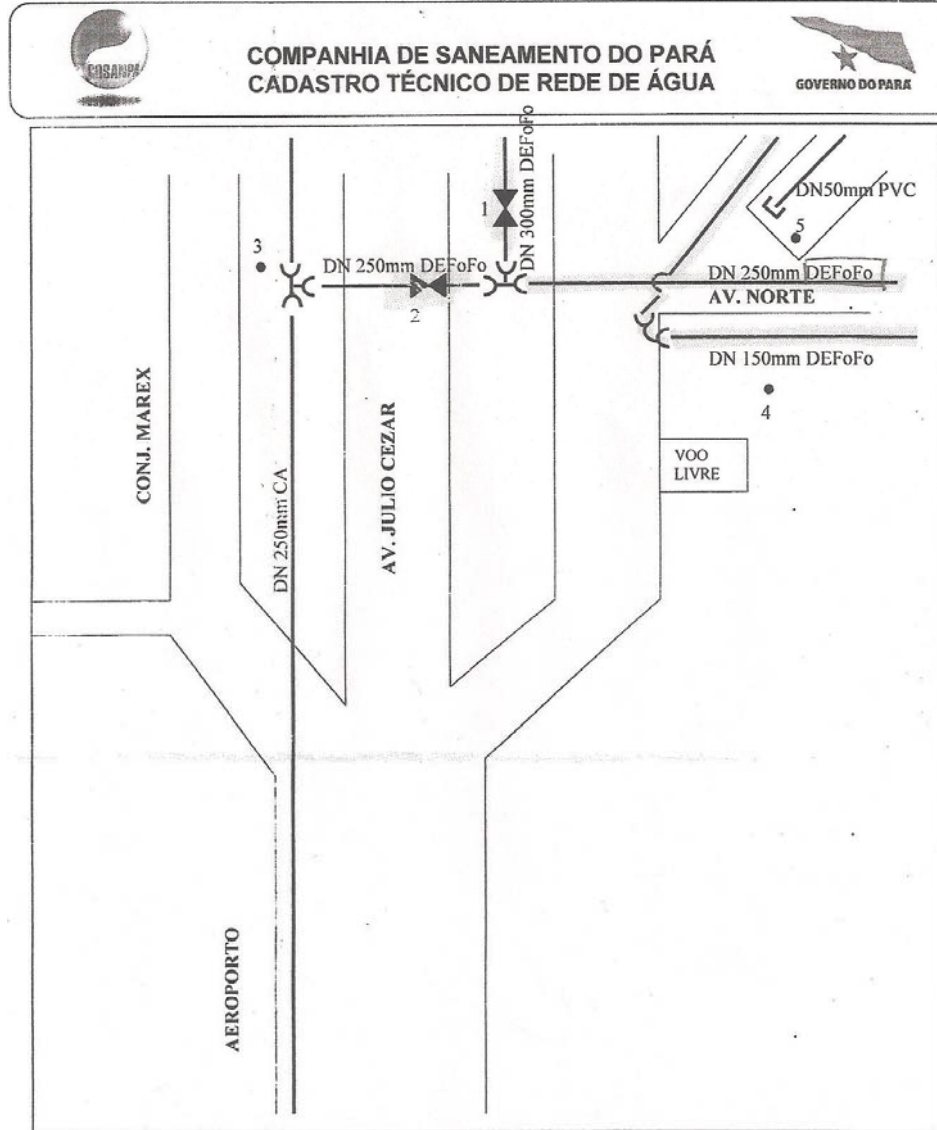 COSANPA
COMPANHIA DE SANEAMENTO DO PARÁ
CADASTRO TÉCNICO DE REDE DE ÁGUA
GOVERNO DO PARÁ
DN 300mm DEFoFo
1
DN50mm PVC
5
3
DN 250mm DEFoFo
2
DN 250mm DEFoFo
AV. NORTE
DN 150mm DEFoFo
4
CONJ. MAREX
DN 250mm CA
AV. JULIO CEZAR
VOO
LIVRE
AEROPORTO